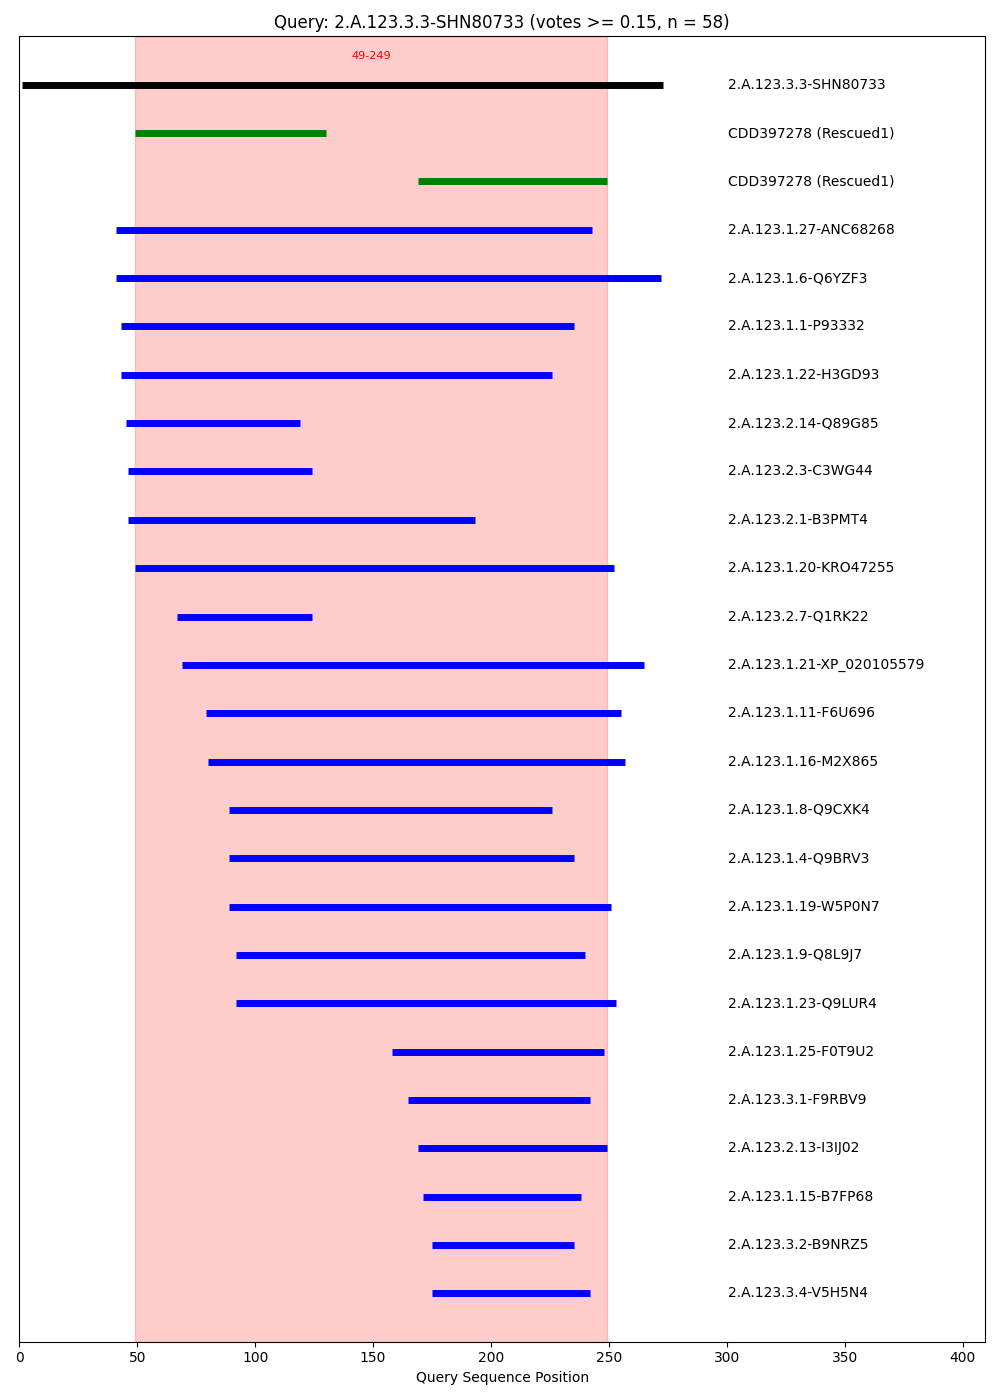 Query: 2.A.123.3.3-SHN80733 (votes >= 0.15, n = 58)
49-249
2.A.123.3.3-SHN80733
CDD397278 (Rescued1)
CDD397278 (Rescued1)
2.A.123.1.27-ANC68268
2.A.123.1.6-Q6YZF3
2.A.123.1.1-P93332
2.A.123.1.22-H3GD93
2.A.123.2.14-Q89G85
2.A.123.2.3-C3WG44
2.A.123.2.1-B3PMT4
2.A.123.1.20-KRO47255
2.A.123.2.7-Q1RK22
2.A.123.1.21-XP_020105579
2.A.123.1.11-F6U696
2.A.123.1.16-M2X865
2.A.123.1.8-Q9CXK4
2.A.123.1.4-Q9BRV3
2.A.123.1.19-W5P0N7
2.A.123.1.9-Q8L9J7
2.A.123.1.23-Q9LUR4
2.A.123.1.25-F0T9U2
2.A.123.3.1-F9RBV9
2.A.123.2.13-I3IJ02
2.A.123.1.15-B7FP68
2.A.123.3.2-B9NRZ5
2.A.123.3.4-V5H5N4
0 50 100 150 200 250 300 350 400
Query Sequence Position